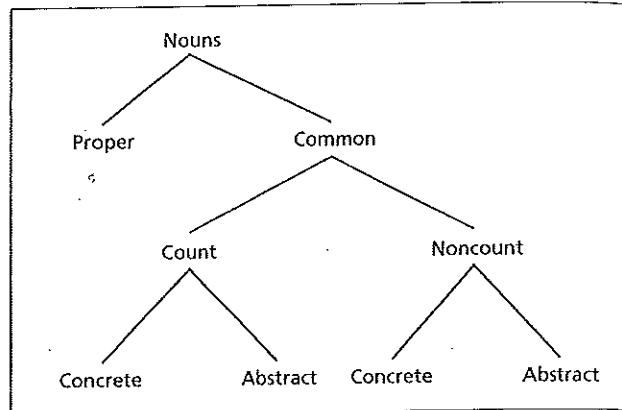 Nouns
Proper Common
Count Noncount
Concrete Abstract Concrete Abstract